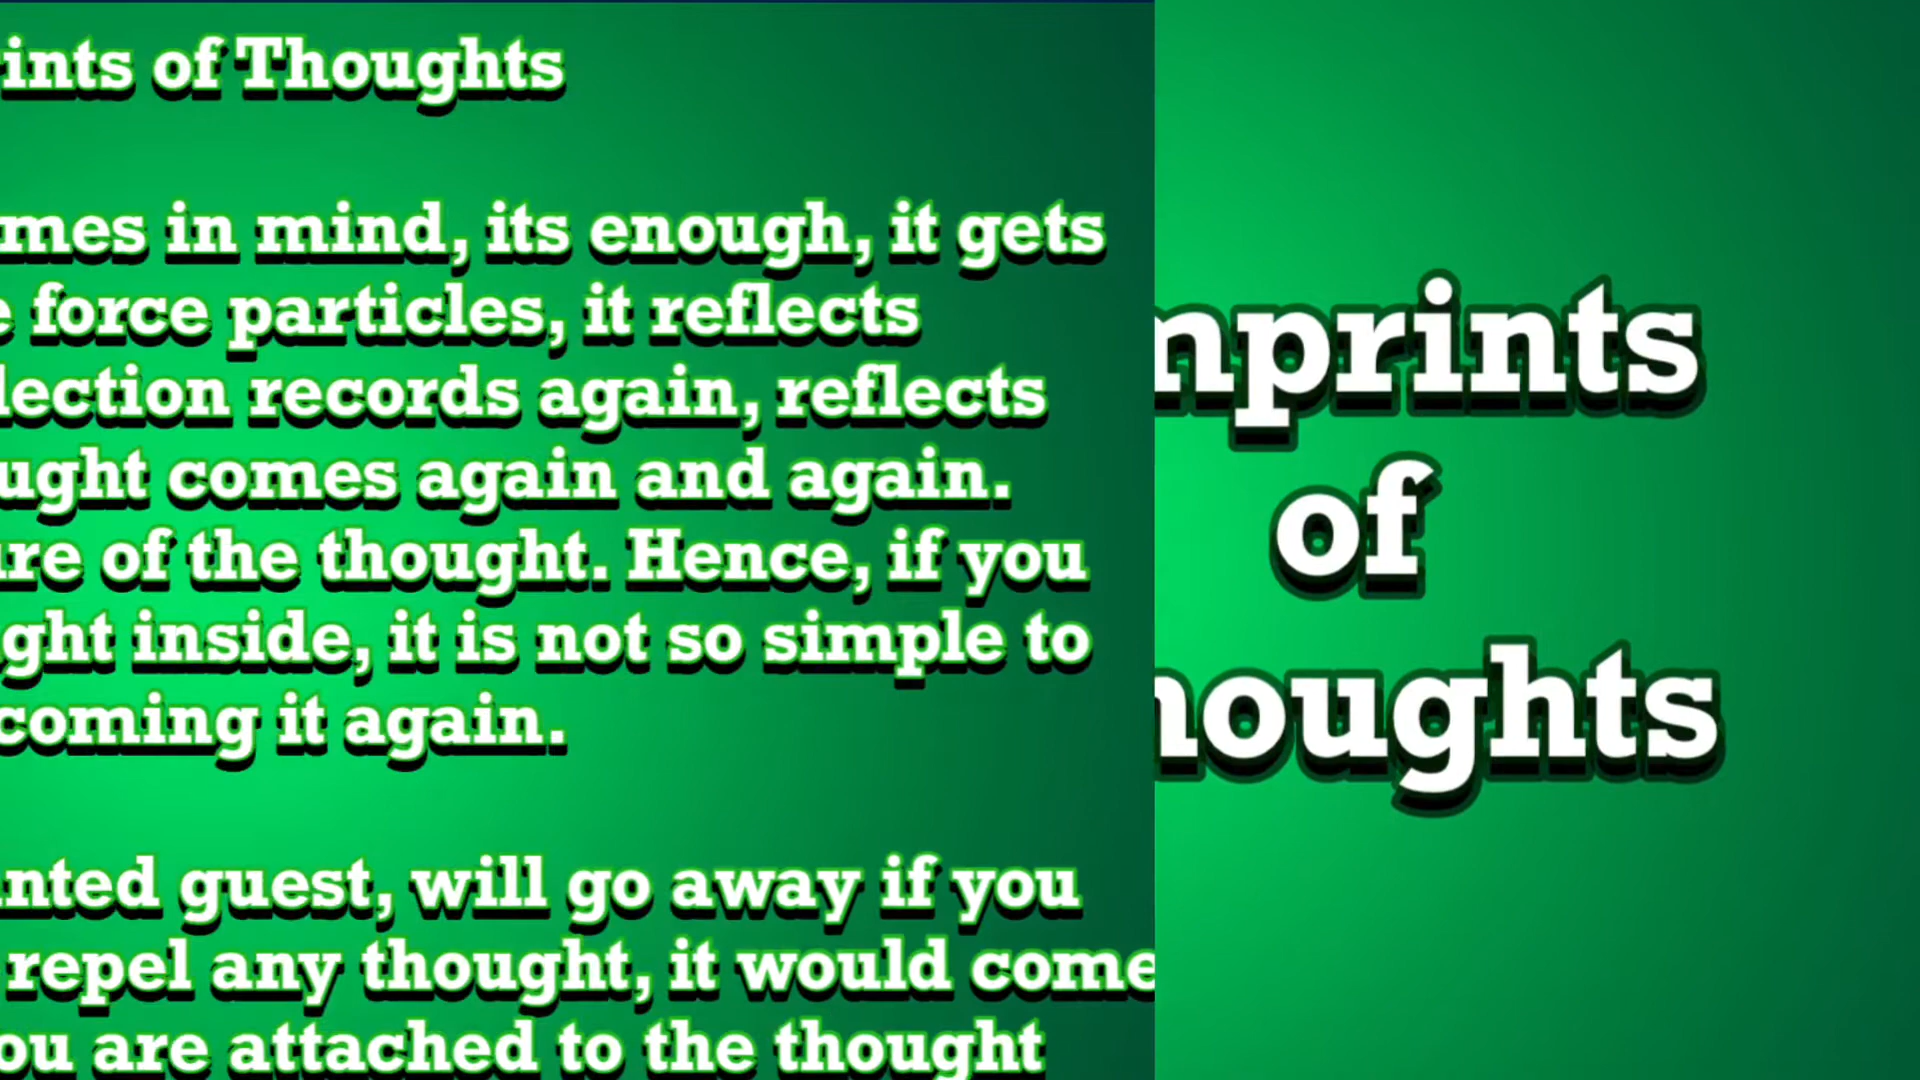 ints of Thoughts
mes in mind, its enough, it gets
force particles, it reflects
lection records again, reflects
ught comes again and again.
re of the thought. Hence, if you
ght inside, it is not so simple to
coming it again.
nted guest, will go away if you
repel any thought, it would come
ou are attached to the thought
mprints
of
houghts